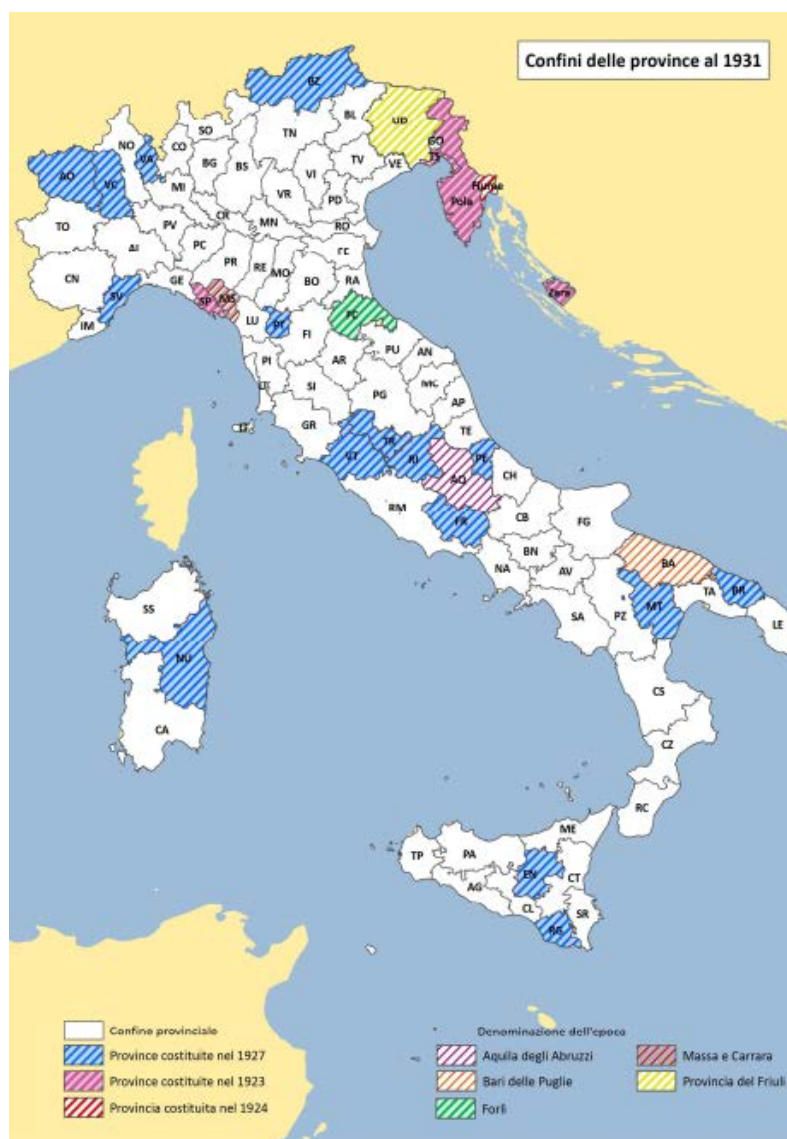 Confini delle province al 1931
BZ
SO
BL
UD
NO
VA
CO
TN
GO
BG
BS
TV
VE
TS
Fiume
AO
VC
MI
VI
VR
PD
Pola
TO
PV
CR
MN
RO
AL
PC
PR
RE
MO
BO
RA
Zara
CN
GE
SV
SP
MS
FC
IM
LU
PT
FI
PU
AN
PI
AR
MC
SI
PG
AP
GR
TE
TR
VT
RI
PE
AQ
CH
RM
FR
CB
FG
BN
NA
AV
BA
SS
SA
PZ
MT
TA
BR
LE
NU
CA
CS
CZ
RC
ME
TP
PA
EN
CT
AG
CL
SR
RG
Confine provinciale
Province costituite nel 1927
Province costituite nel 1923
Provincia costituita nel 1924
Denominazione dell'epoca
Aquila degli Abruzzi
Bari delle Puglie
Forlì
Massa e Carrara
Provincia del Friuli